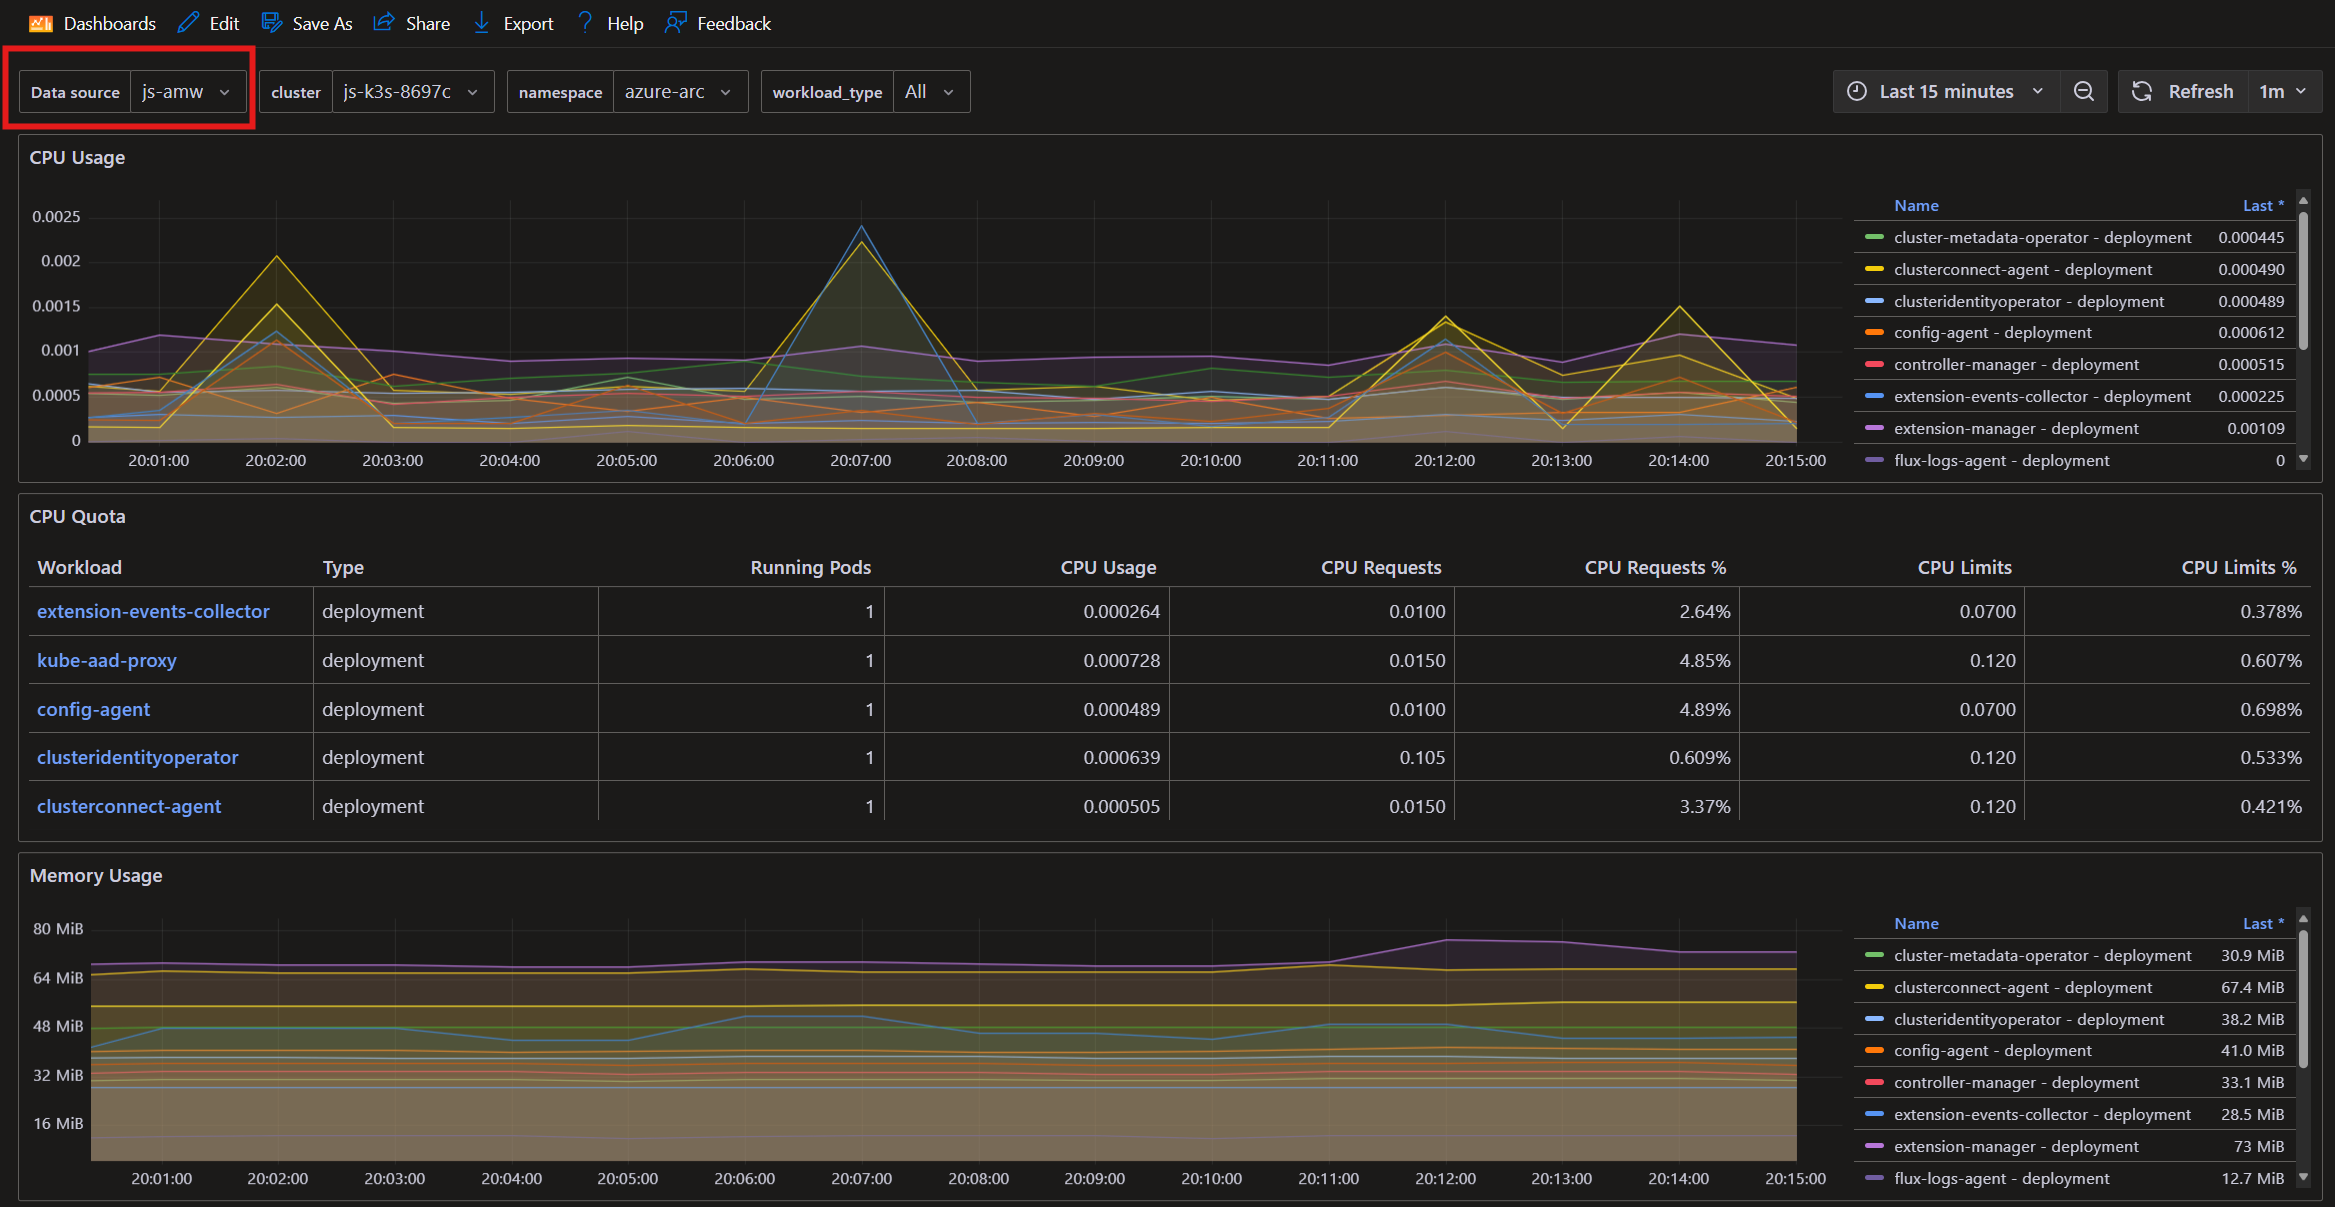 Dashboards Edit Save As Share Export Help Feedback
Data source js-amw cluster js-k3s-8697c namespace azure-arc workload_type All Last 15 minutes Refresh 1m
CPU Usage
0.0025
0.002
0.0015
0.001
0.0005
0
20:01:00 20:02:00 20:03:00 20:04:00 20:05:00 20:06:00 20:07:00 20:08:00 20:09:00 20:10:00 20:11:00 20:12:00 20:13:00 20:14:00 20:15:00
Name Last *
cluster-metadata-operator - deployment 0.000445
clusterconnect-agent - deployment 0.000490
clusteridentityoperator - deployment 0.000489
config-agent - deployment 0.000612
controller-manager - deployment 0.000515
extension-events-collector - deployment 0.000225
extension-manager - deployment 0.00109
flux-logs-agent - deployment 0
CPU Quota
Workload Type Running Pods CPU Usage CPU Requests CPU Requests % CPU Limits CPU Limits %
extension-events-collector deployment 1 0.000264 0.0100 2.64% 0.0700 0.378%
kube-aad-proxy deployment 1 0.000728 0.0150 4.85% 0.120 0.607%
config-agent deployment 1 0.000489 0.0100 4.89% 0.0700 0.698%
clusteridentityoperator deployment 1 0.000639 0.105 0.609% 0.120 0.533%
clusterconnect-agent deployment 1 0.000505 0.0150 3.37% 0.120 0.421%
Memory Usage
80 MiB
64 MiB
48 MiB
32 MiB
16 MiB
20:01:00 20:02:00 20:03:00 20:04:00 20:05:00 20:06:00 20:07:00 20:08:00 20:09:00 20:10:00 20:11:00 20:12:00 20:13:00 20:14:00 20:15:00
Name Last *
cluster-metadata-operator - deployment 30.9 MiB
clusterconnect-agent - deployment 67.4 MiB
clusteridentityoperator - deployment 38.2 MiB
config-agent - deployment 41.0 MiB
controller-manager - deployment 33.1 MiB
extension-events-collector - deployment 28.5 MiB
extension-manager - deployment 73 MiB
flux-logs-agent - deployment 12.7 MiB